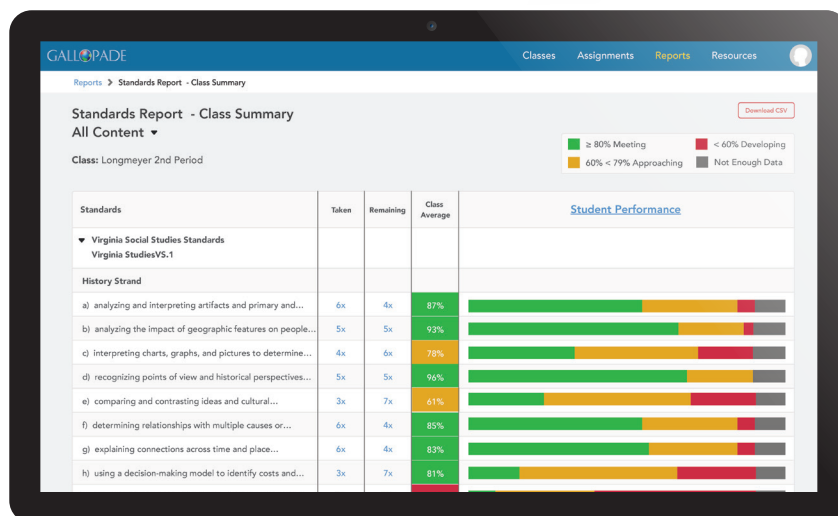 GALLOPADE
Classes Assignments Reports Resources
Reports > Standards Report - Class Summary
Standards Report - Class Summary
Download CSV
All Content
≥ 80% Meeting
< 60% Developing
60% < 79% Approaching
Not Enough Data
Class: Longmeyer 2nd Period
Standards Taken Remaining Class Average Student Performance
Virginia Social Studies Standards
Virginia StudiesVS.1
History Strand
a) analyzing and interpreting artifacts and primary and... 6x 4x 87%
b) analyzing the impact of geographic features on people... 5x 5x 93%
c) interpreting charts, graphs, and pictures to determine... 4x 6x 78%
d) recognizing points of view and historical perspectives... 5x 5x 96%
e) comparing and contrasting ideas and cultural... 3x 7x 61%
f) determining relationships with multiple causes or... 6x 4x 85%
g) explaining connections across time and place... 6x 4x 83%
h) using a decision-making model to identify costs and... 3x 7x 81%